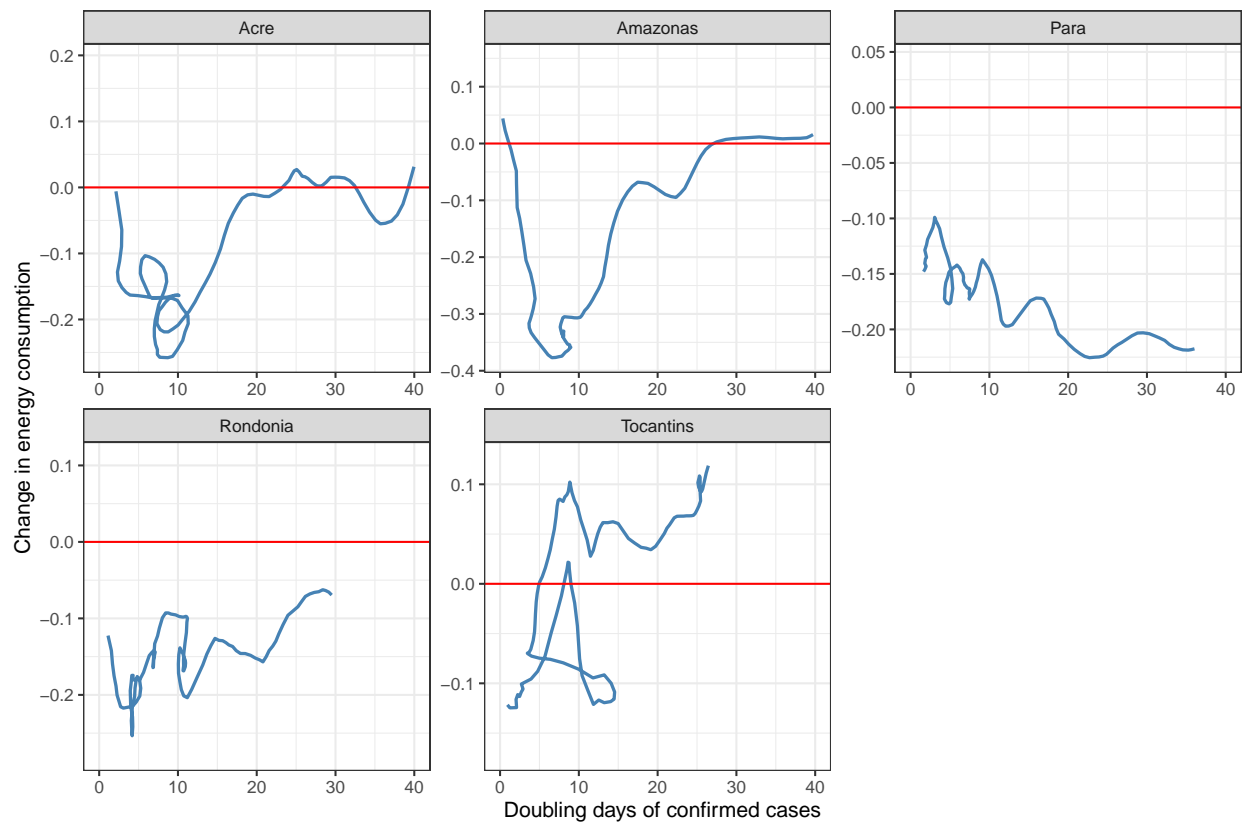 Acre
Amazonas
Para
0.2
0.1
0.0
−0.1
−0.2
0 10 20 30 40
0.1
0.0
−0.1
−0.2
−0.3
−0.4
0 10 20 30 40
0.05
0.00
−0.05
−0.10
−0.15
−0.20
0 10 20 30 40
Change in energy consumption
Rondonia
Tocantins
0.1
0.0
−0.1
−0.2
0 10 20 30 40
0.1
0.0
−0.1
0 10 20 30 40
Doubling days of confirmed cases